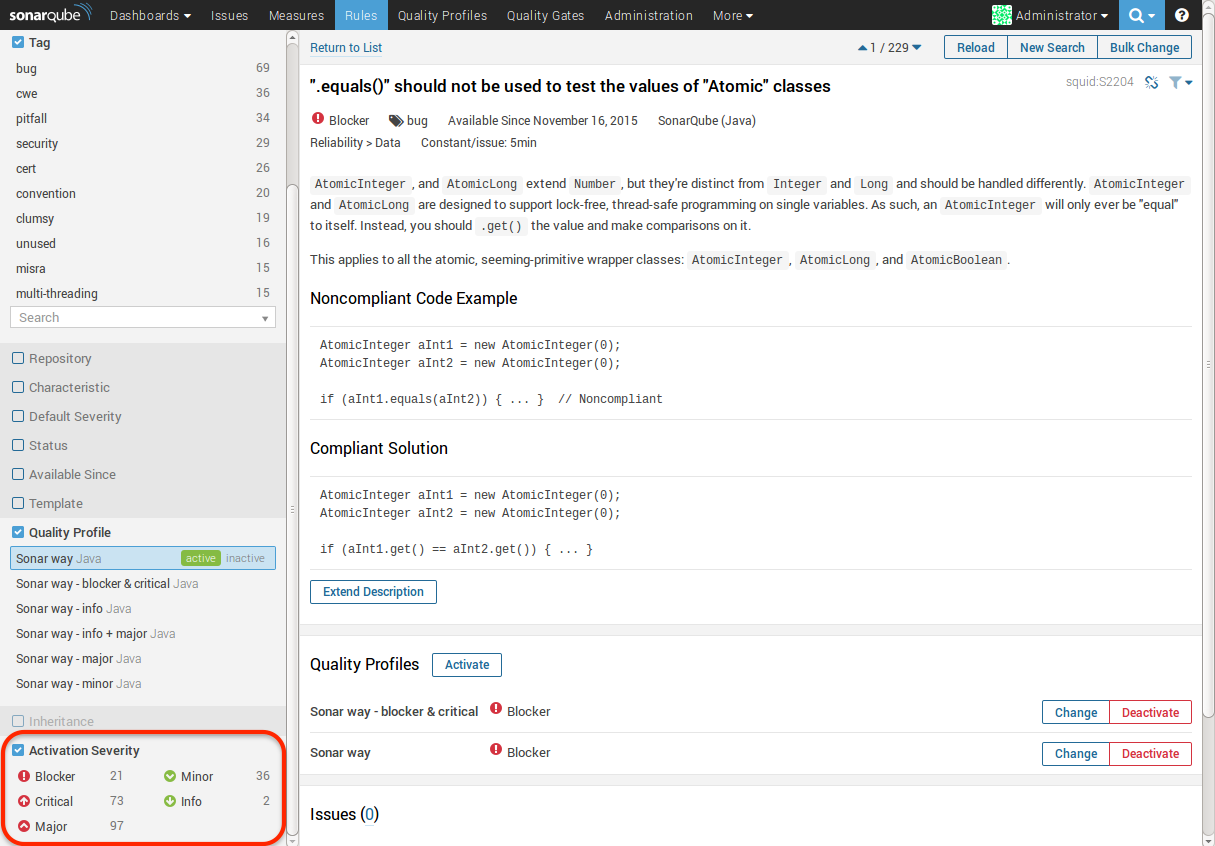 sonarqube Dashboards Issues Measures Rules Quality Profiles Quality Gates Administration More Administrator ?
Tag
bug 69
cwe 36
pitfall 34
security 29
cert 26
convention 20
clumsy 19
unused 16
misra 15
multi-threading 15
Search
Repository
Characteristic
Default Severity
Status
Available Since
Template
Quality Profile
Sonar way Java active inactive
Sonar way - blocker & critical Java
Sonar way - info Java
Sonar way - info + major Java
Sonar way - major Java
Sonar way - minor Java
Inheritance
Activation Severity
Blocker 21 Minor 36
Critical 73 Info 2
Major 97
Return to List 1 / 229 Reload New Search Bulk Change
".equals()" should not be used to test the values of "Atomic" classes squid:S2204
Blocker bug Available Since November 16, 2015 SonarQube (Java)
Reliability > Data Constant/issue: 5min
AtomicInteger , and AtomicLong extend Number , but they're distinct from Integer and Long and should be handled differently. AtomicInteger
and AtomicLong are designed to support lock-free, thread-safe programming on single variables. As such, an AtomicInteger will only ever be "equal"
to itself. Instead, you should .get() the value and make comparisons on it.
This applies to all the atomic, seeming-primitive wrapper classes: AtomicInteger , AtomicLong , and AtomicBoolean .
Noncompliant Code Example
AtomicInteger aInt1 = new AtomicInteger(0);
AtomicInteger aInt2 = new AtomicInteger(0);
if (aInt1.equals(aInt2)) { ... } // Noncompliant
Compliant Solution
AtomicInteger aInt1 = new AtomicInteger(0);
AtomicInteger aInt2 = new AtomicInteger(0);
if (aInt1.get() == aInt2.get()) { ... }
Extend Description
Quality Profiles Activate
Sonar way - blocker & critical Blocker Change Deactivate
Sonar way Blocker Change Deactivate
Issues (0)